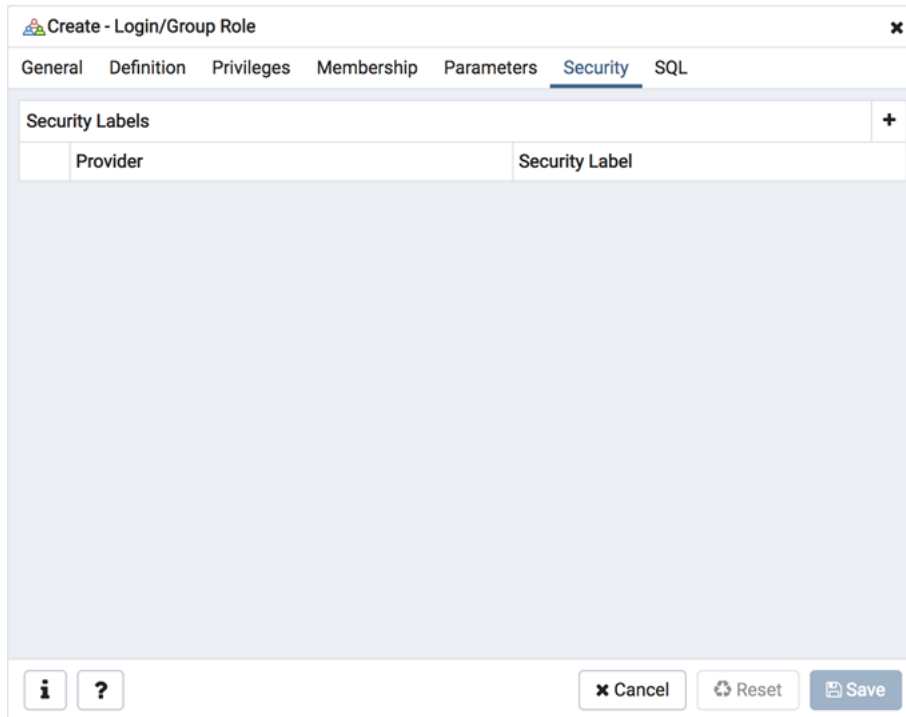 Create - Login/Group Role
General Definition Privileges Membership Parameters Security SQL
Security Labels
Provider Security Label
i ? Cancel Reset Save